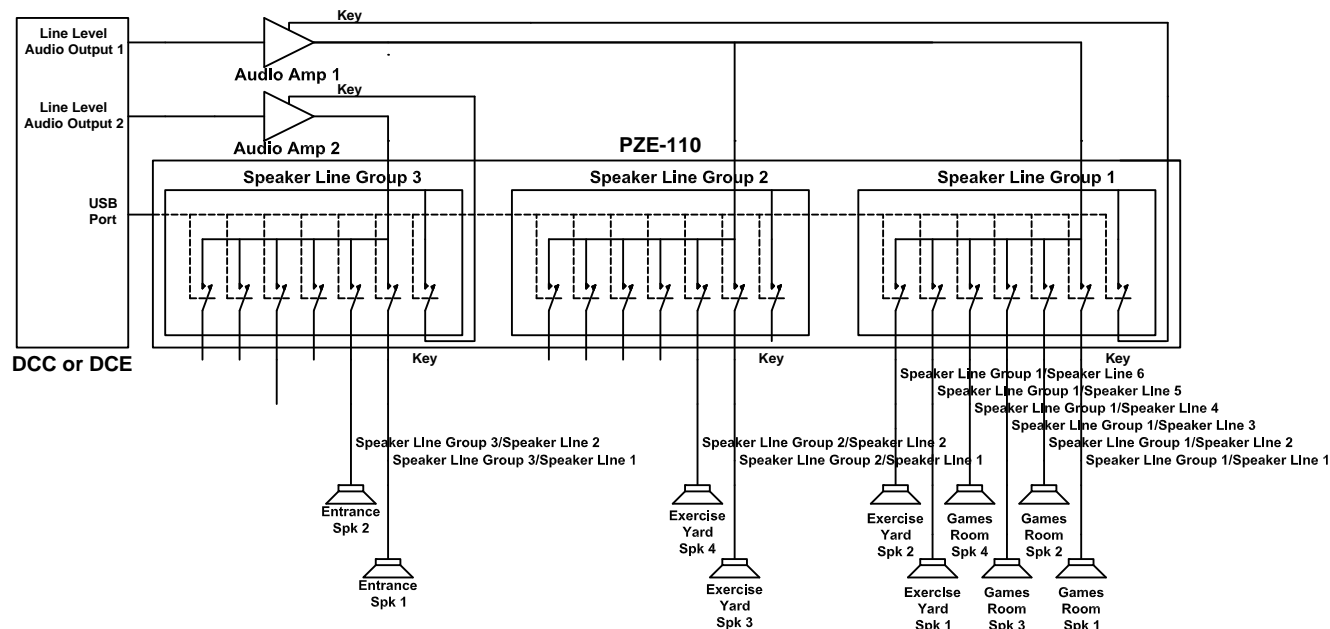 Key
Line Level
Audio Output 1
Audio Amp 1
Key
Line Level
Audio Output 2
Audio Amp 2
PZE-110
Speaker Line Group 3
Speaker Line Group 2
Speaker Line Group 1
USB
Port
DCC or DCE
Key
Key
Key
Speaker Line Group 1/Speaker Line 6
Speaker Line Group 1/Speaker LIne 5
Speaker LIne Group 1/Speaker LIne 4
Speaker LIne Group 1/Speaker LIne 3
Speaker LIne Group 1/Speaker LIne 2
Speaker LIne Group 1/Speaker LIne 1
Speaker LIne Group 3/Speaker LIne 2
Speaker LIne Group 3/Speaker LIne 1
Speaker LIne Group 2/Speaker LIne 2
Speaker LIne Group 2/Speaker LIne 1
Entrance
Spk 2
Entrance
Spk 1
Exercise
Yard
Spk 4
Exercise
Yard
Spk 3
Exercise
Yard
Spk 2
Exercise
Yard
Spk 1
Games
Room
Spk 4
Games
Room
Spk 3
Games
Room
Spk 2
Games
Room
Spk 1